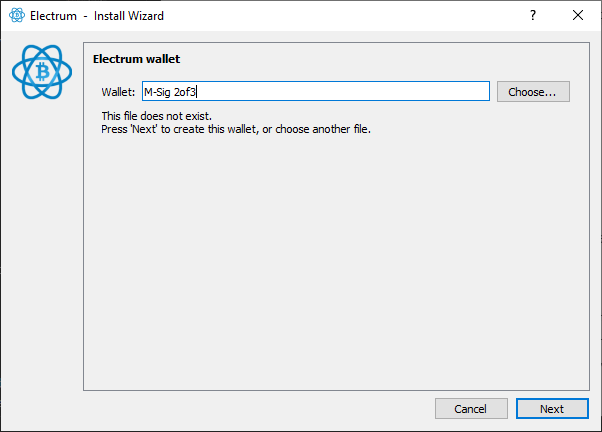 Electrum - Install Wizard
Electrum wallet
Wallet: M-Sig 2of3 Choose...
This file does not exist.
Press 'Next' to create this wallet, or choose another file.
Cancel Next